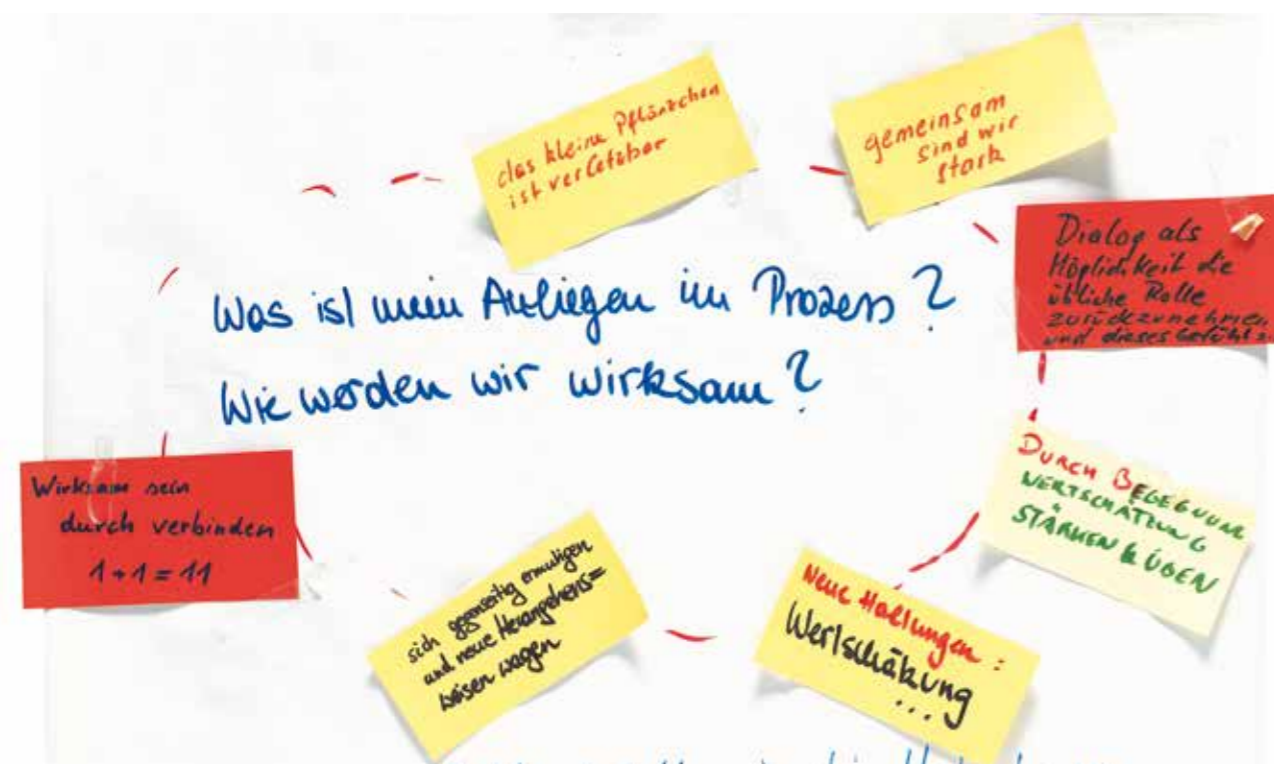 das kleine Pflänzchen
ist verletzbar
gemeinsam
sind wir
stark
Dialog als
Möglichkeit die
übliche Rolle
zurückzunehmen
und dieses
Was ist mein Anliegen im Prozess?
Wie werden wir wirksam?
DURCH BEGEGNUNG
WERTSCHÄTZUNG
STÄRKEN & ÜBEN
Wirksam sein
durch verbinden
1+1=11
sich gegenseitig ermutigen
und neue Herangehens=
weisen wagen
Neue Haltungen:
Wertschätzung
...